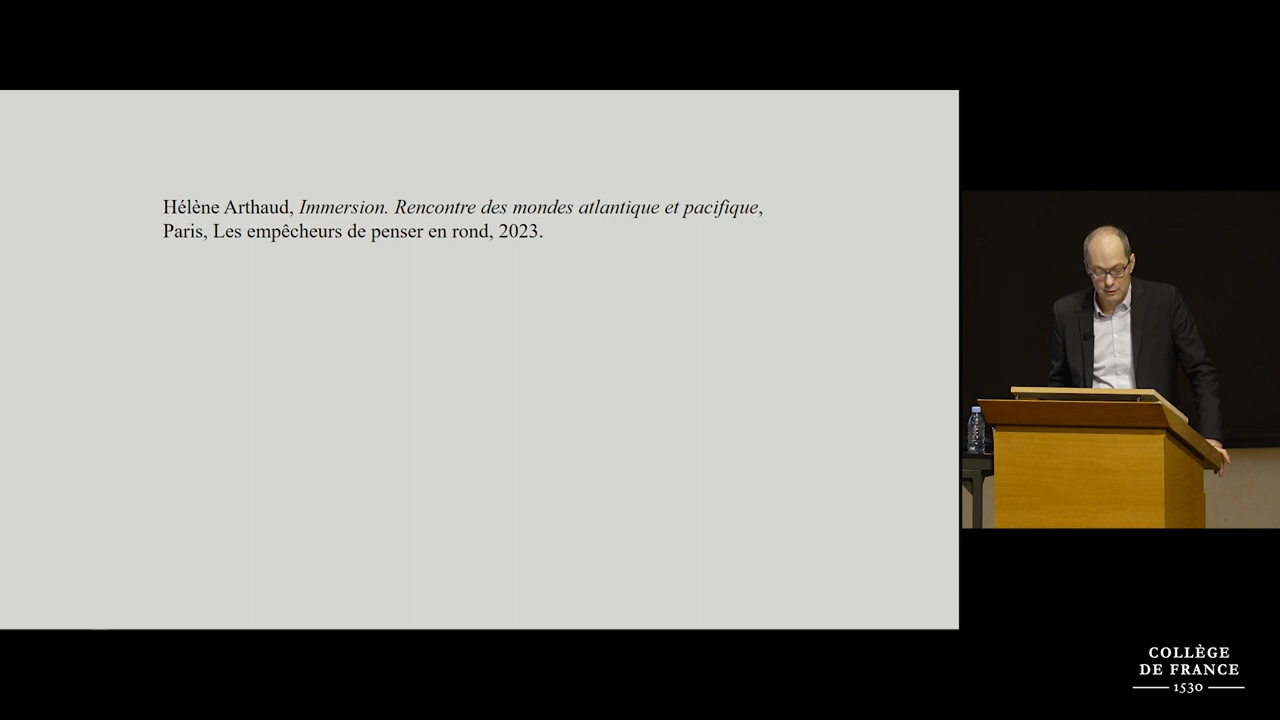 Hélène Arthaud, Immersion. Rencontre des mondes atlantique et pacifique,
Paris, Les empêcheurs de penser en rond, 2023.
COLLÈGE
DE FRANCE
1530